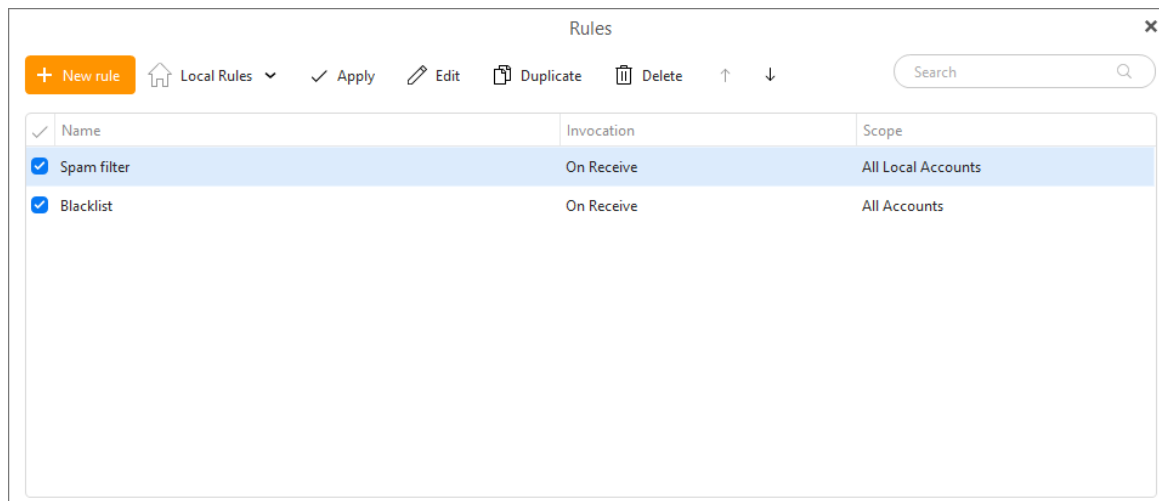 Rules
New rule Local Rules Apply Edit Duplicate Delete Search
Name Invocation Scope
Spam filter On Receive All Local Accounts
Blacklist On Receive All Accounts